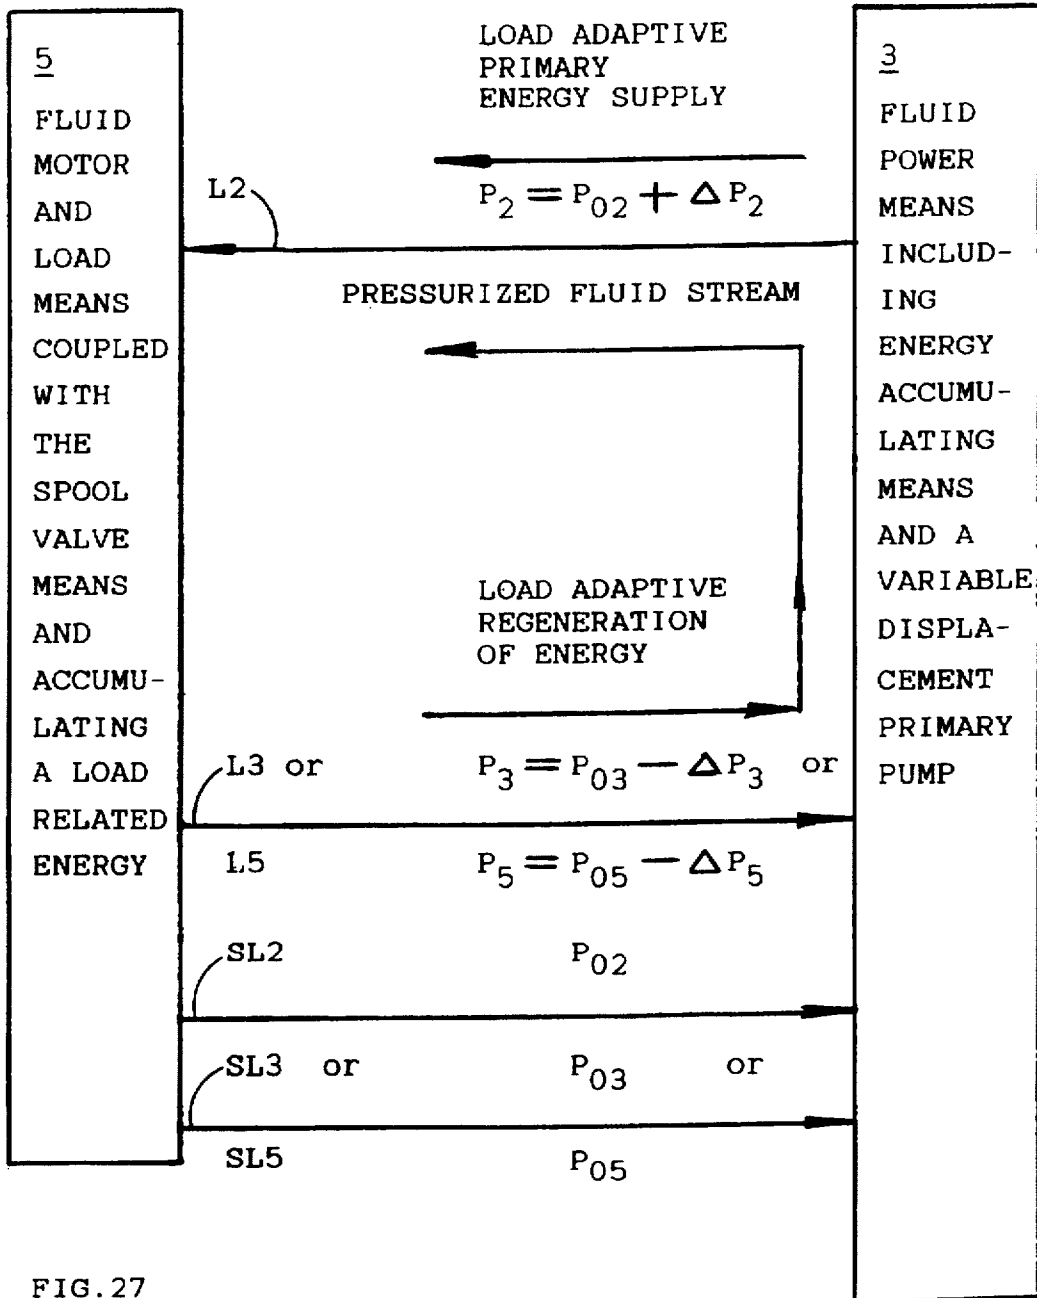 5
FLUID
MOTOR
AND
LOAD
MEANS
COUPLED
WITH
THE
SPOOL
VALVE
MEANS
AND
ACCUMU-
LATING
A LOAD
RELATED
ENERGY
LOAD ADAPTIVE
PRIMARY
ENERGY SUPPLY
P2 = P02 + ΔP2
L2
PRESSURIZED FLUID STREAM
LOAD ADAPTIVE
REGENERATION
OF ENERGY
L3 or
P3 = P03 − ΔP3 or
L5
P5 = P05 − ΔP5
SL2
P02
SL3 or
P03 or
SL5
P05
3
FLUID
POWER
MEANS
INCLUD-
ING
ENERGY
ACCUMU-
LATING
MEANS
AND A
VARIABLE
DISPLA-
CEMENT
PRIMARY
PUMP
FIG.27